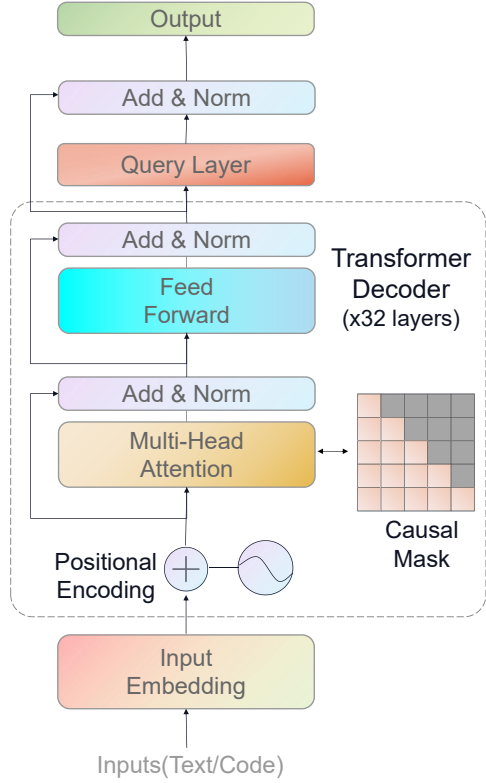 Output
Add & Norm
Query Layer
Add & Norm
Feed
Forward
Transformer
Decoder
(x32 layers)
Add & Norm
Multi-Head
Attention
Causal
Mask
Positional
Encoding
Input
Embedding
Inputs(Text/Code)